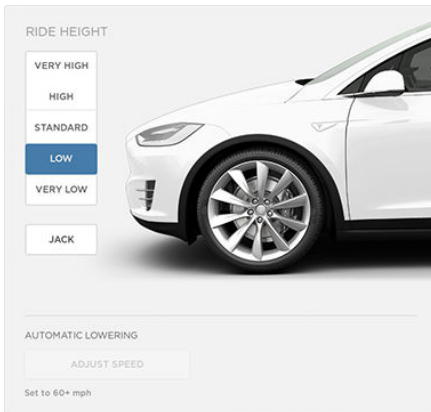 RIDE HEIGHT
VERY HIGH
HIGH
STANDARD
LOW
VERY LOW
JACK
AUTOMATIC LOWERING
ADJUST SPEED
Set to 60+ mph